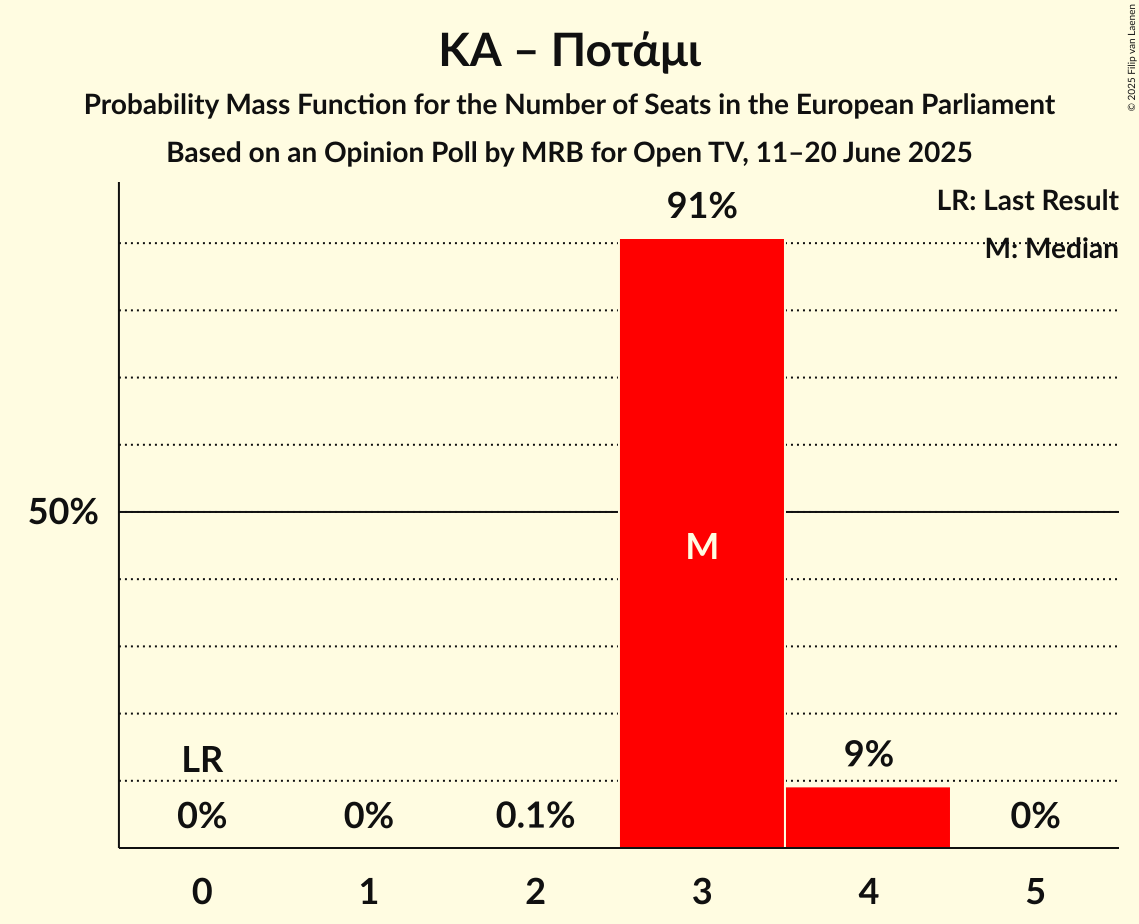 ΚΑ – Ποτάμι
Probability Mass Function for the Number of Seats in the European Parliament
Based on an Opinion Poll by MRB for Open TV, 11–20 June 2025
© 2025 Filip van Laenen
LR: Last Result
M: Median
91%
50%
M
LR
9%
0%
0%
0.1%
0%
0
1
2
3
4
5